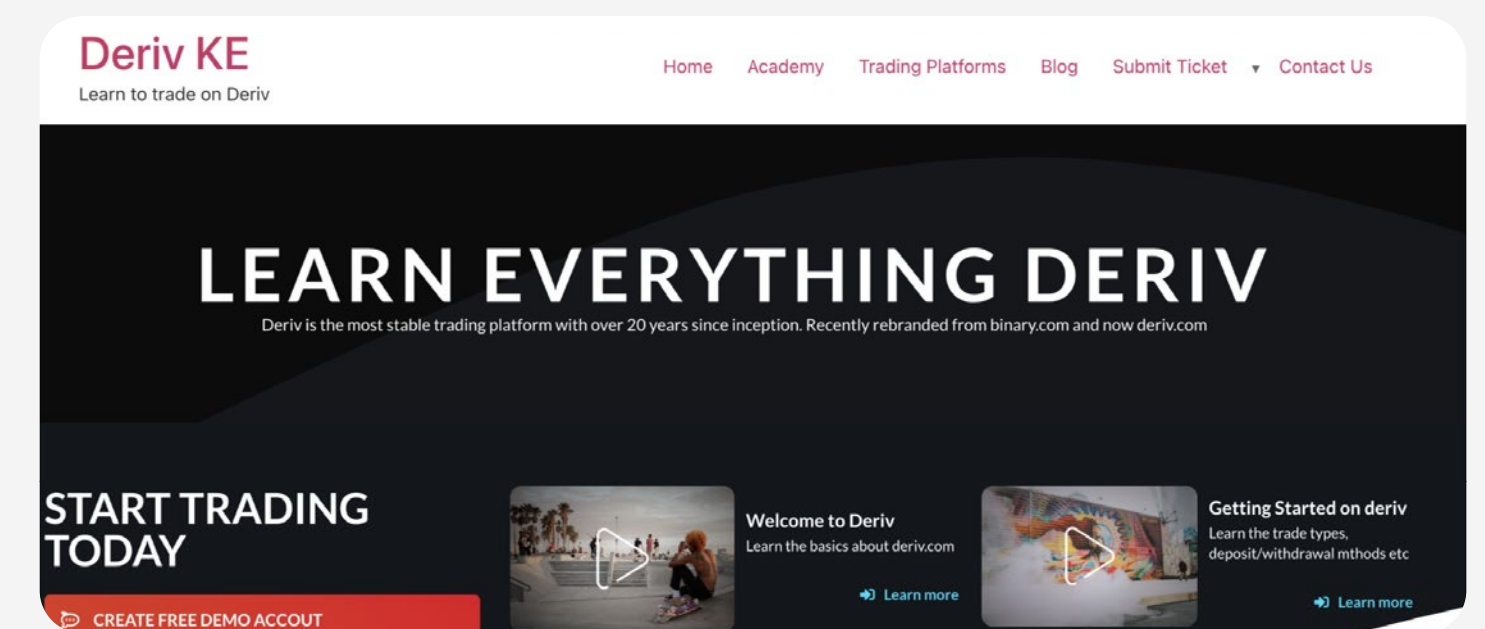 Deriv KE
Learn to trade on Deriv
Home Academy Trading Platforms Blog Submit Ticket ▾ Contact Us
LEARN EVERYTHING DERIV
Deriv is the most stable trading platform with over 20 years since inception. Recently rebranded from binary.com and now deriv.com
START TRADING
TODAY
CREATE FREE DEMO ACCOUT
Welcome to Deriv
Learn the basics about deriv.com
Learn more
Getting Started on deriv
Learn the trade types,
deposit/withdrawal mthods etc
Learn more